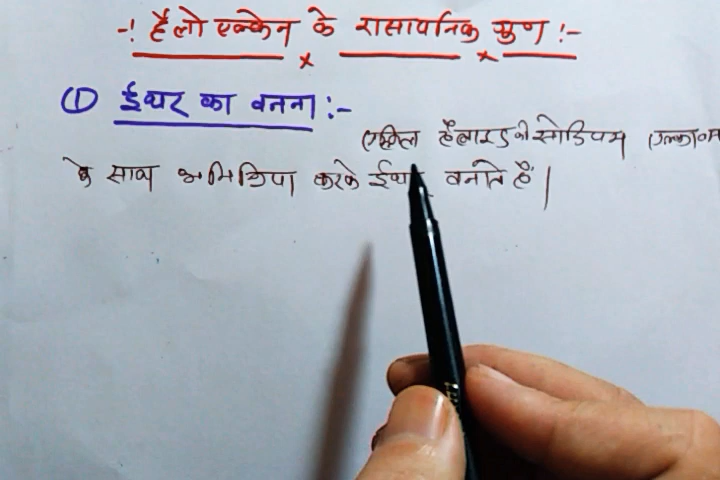 -: हैलो एल्केन के रासायनिक गुण :-
① ईथर का बनना :-
एल्किल हैलाइड की सोडियम
के साथ अभिक्रिया करके ईथर बनाते हैं।